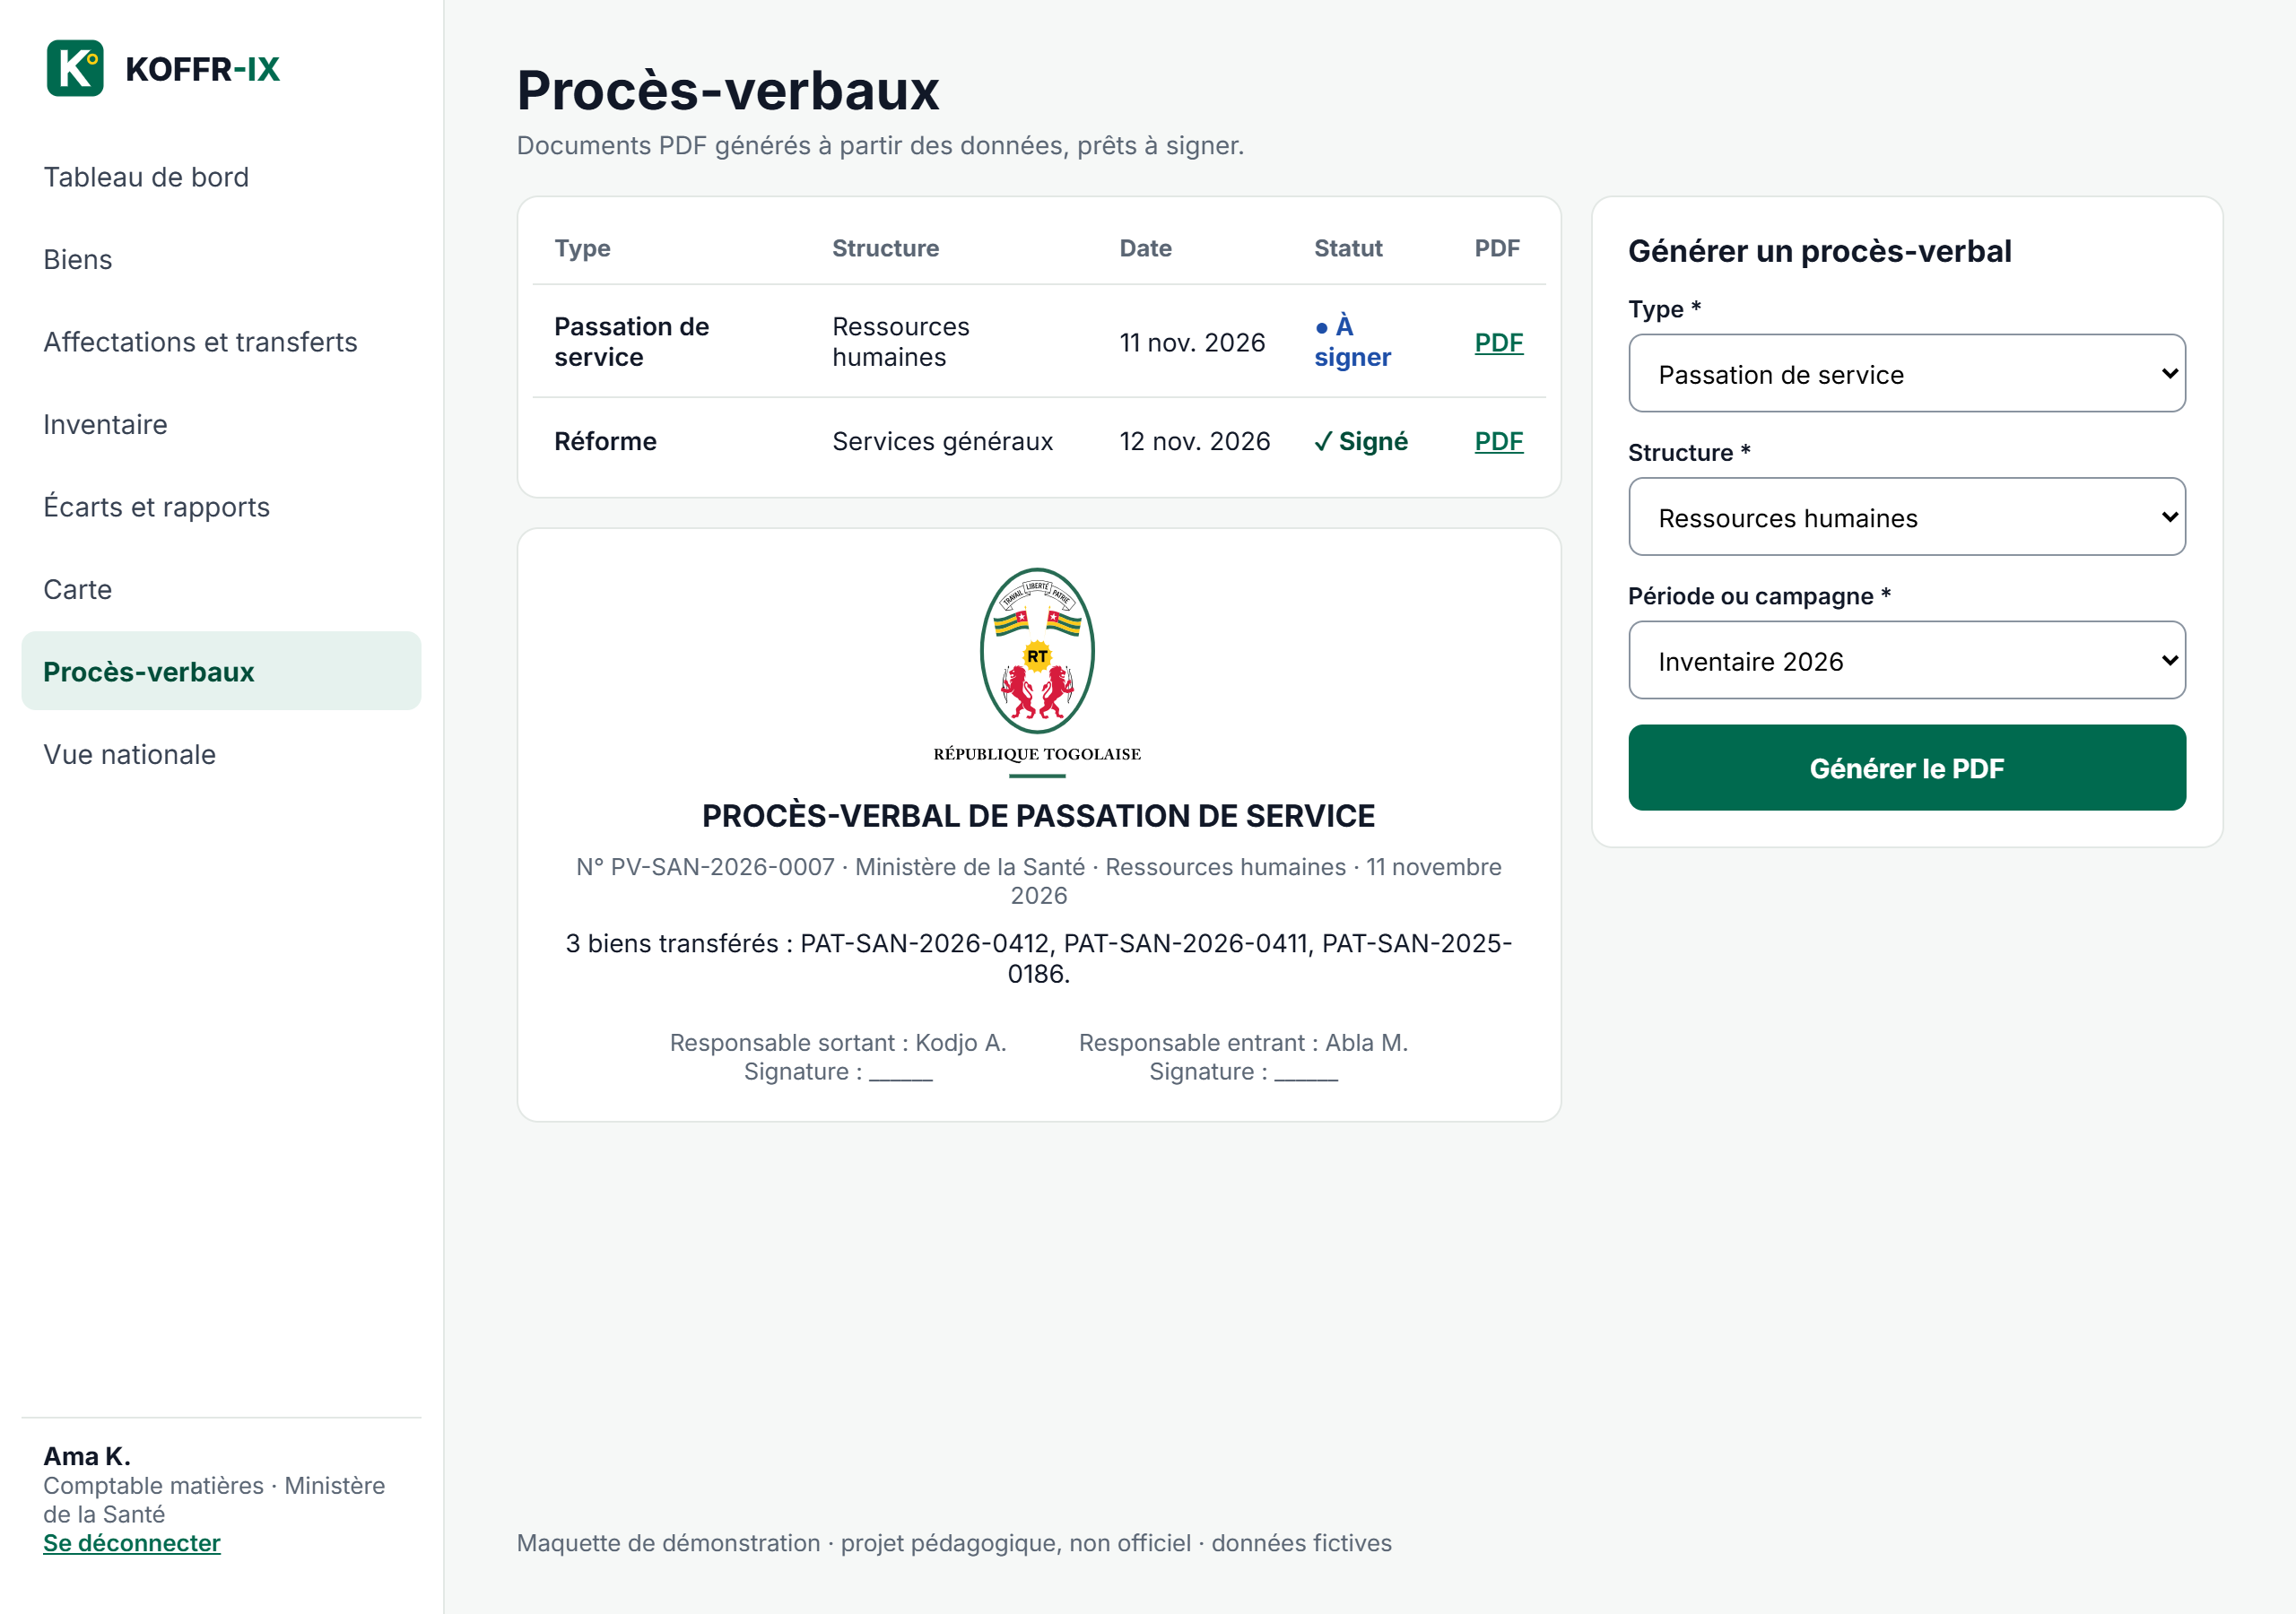 KOFFR-IX
Tableau de bord
Biens
Affectations et transferts
Inventaire
Écarts et rapports
Carte
Procès-verbaux
Vue nationale
Ama K.
Comptable matières · Ministère
de la Santé
Se déconnecter
Procès-verbaux
Documents PDF générés à partir des données, prêts à signer.
Type Structure Date Statut PDF
Passation de service Ressources humaines 11 nov. 2026 ● À signer PDF
Réforme Services généraux 12 nov. 2026 ✓ Signé PDF
TRAVAIL LIBERTÉ PATRIE
RT
RÉPUBLIQUE TOGOLAISE
PROCÈS-VERBAL DE PASSATION DE SERVICE
N° PV-SAN-2026-0007 · Ministère de la Santé · Ressources humaines · 11 novembre
2026
3 biens transférés : PAT-SAN-2026-0412, PAT-SAN-2026-0411, PAT-SAN-2025-
0186.
Responsable sortant : Kodjo A. Responsable entrant : Abla M.
Signature : ______ Signature : ______
Générer un procès-verbal
Type *
Passation de service
Structure *
Ressources humaines
Période ou campagne *
Inventaire 2026
Générer le PDF
Maquette de démonstration · projet pédagogique, non officiel · données fictives